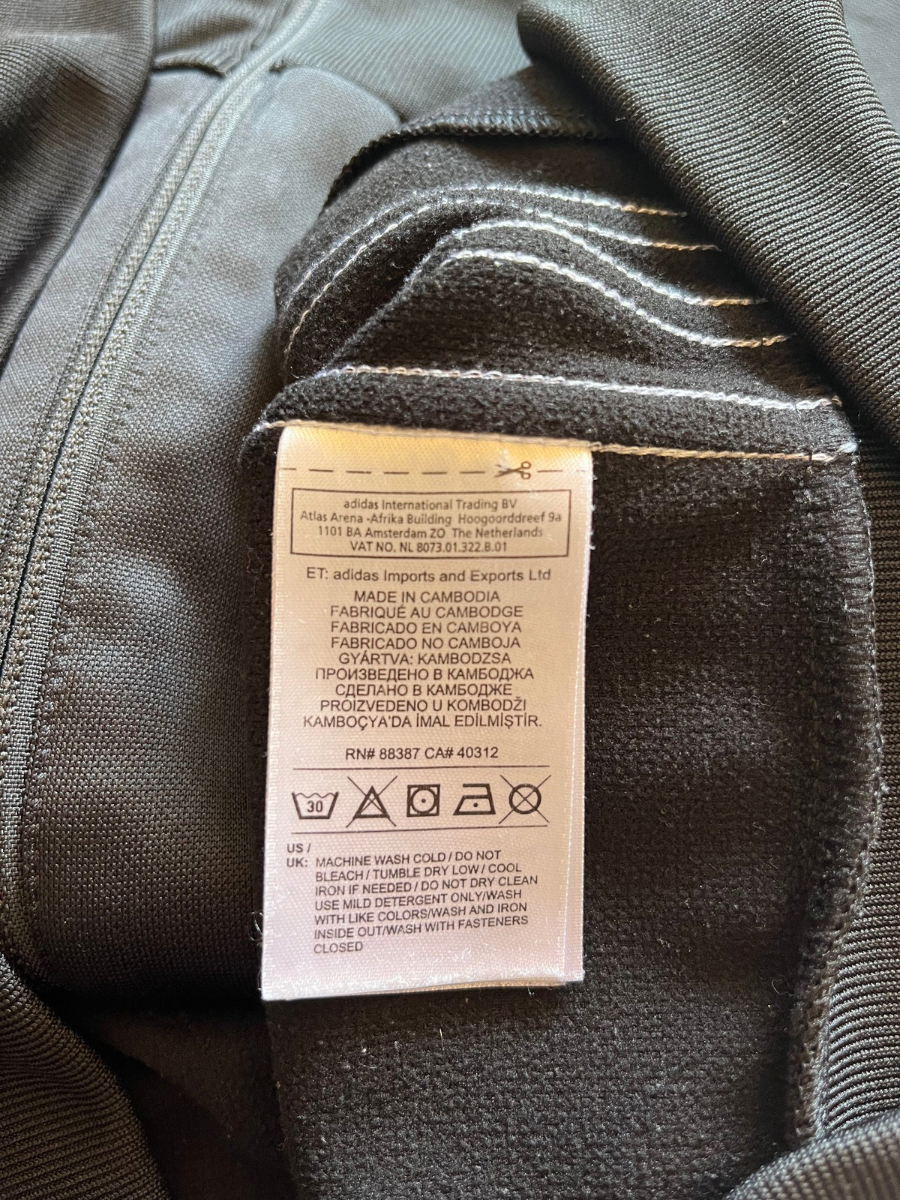 adidas International Trading BV
Atlas Arena -Afrika Building Hoogoorddreef 9a
1101 BA Amsterdam ZO The Netherlands
VAT NO. NL 8073.01.322.B.01
ET: adidas Imports and Exports Ltd
MADE IN CAMBODIA
FABRIQUÉ AU CAMBODGE
FABRICADO EN CAMBOYA
FABRICADO NO CAMBOJA
GYÁRTVA: KAMBODZSA
ПРОИЗВЕДЕНО В КАМБОДЖА
СДЕЛАНО В КАМБОДЖЕ
PROIZVEDENO U KOMBODŽI
KAMBOÇYA'DA İMAL EDİLMİŞTİR.
RN# 88387 CA# 40312
30
US /
UK: MACHINE WASH COLD / DO NOT
BLEACH / TUMBLE DRY LOW / COOL
IRON IF NEEDED / DO NOT DRY CLEAN
USE MILD DETERGENT ONLY/WASH
WITH LIKE COLORS/WASH AND IRON
INSIDE OUT/WASH WITH FASTENERS
CLOSED